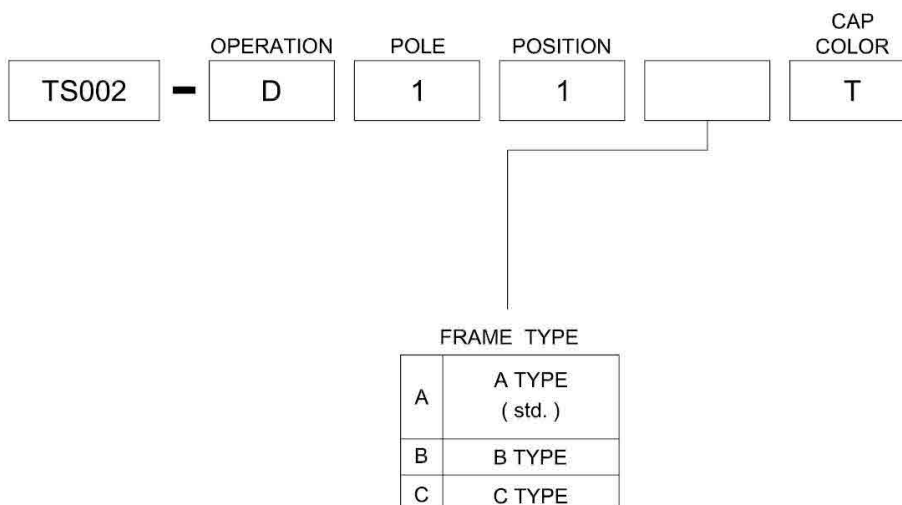 CAP
OPERATION POLE POSITION COLOR
TS002 - D 1 1 T
FRAME TYPE
A A TYPE
( std. )
B B TYPE
C C TYPE